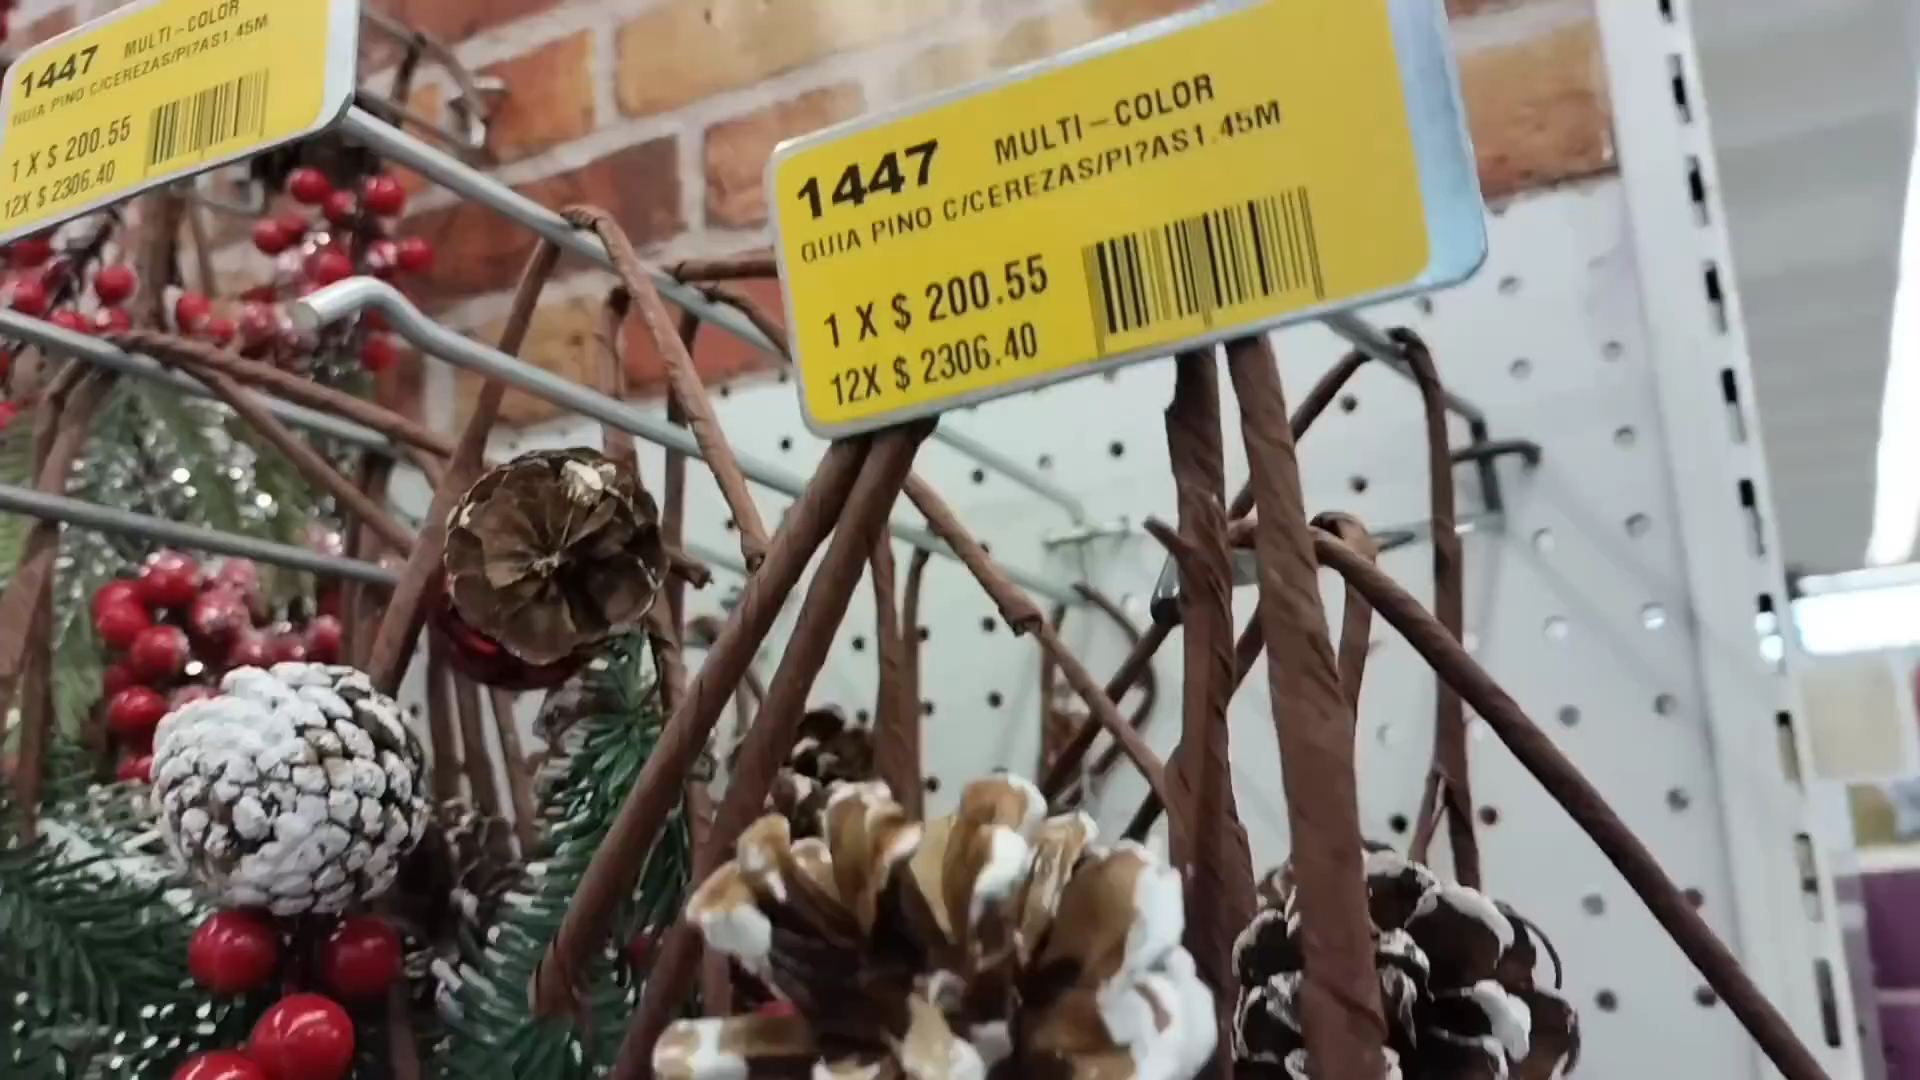 1447 MULTI-COLOR
GUIA PINO C/CEREZAS/PI?AS1.45M
1 X $ 200.55
12X $ 2306.40
1447 MULTI-COLOR
GUIA PINO C/CEREZAS/PI?AS1.45M
1 X $ 200.55
12X $ 2306.40